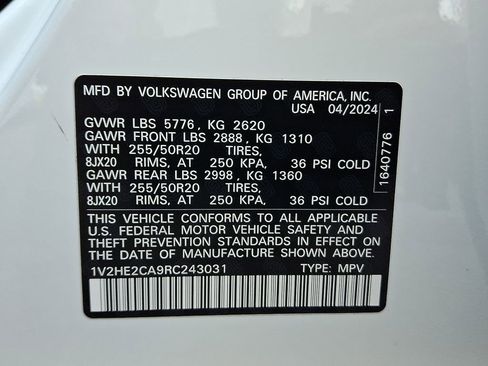 MFD BY VOLKSWAGEN GROUP OF AMERICA, INC.
USA 04/2024
GVWR LBS 5776, KG 2620
GAWR FRONT LBS 2888, KG 1310
WITH 255/50R20 TIRES,
8JX20 RIMS, AT 250 KPA, 36 PSI COLD
GAWR REAR LBS 2998, KG 1360
WITH 255/50R20 TIRES,
8JX20 RIMS, AT 250 KPA, 36 PSI COLD
THIS VEHICLE CONFORMS TO ALL APPLICABLE
U.S. FEDERAL MOTOR VEHICLE SAFETY AND
THEFT PREVENTION STANDARDS IN EFFECT ON
THE DATE OF MANUFACTURE SHOWN ABOVE.
1V2HE2CA9RC243031 TYPE: MPV
1640776 1